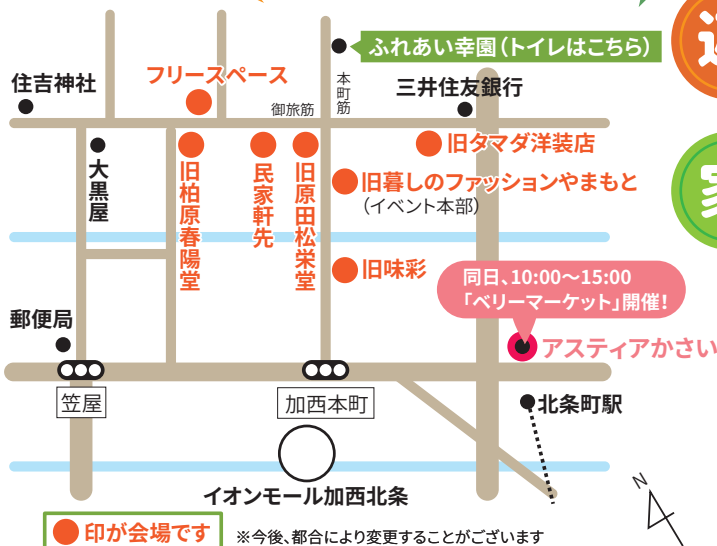 ふれあい幸園(トイレはこちら)
住吉神社
フリースペース
御旅筋
本町筋
三井住友銀行
旧タマダ洋装店
大黒屋
旧柏原春陽堂
民家軒先
旧原田松栄堂
旧暮しのファッションやまもと
(イベント本部)
旧味彩
同日、10:00〜15:00
「ベリーマーケット」開催!
アスティアかさい
郵便局
笠屋
加西本町
北条町駅
イオンモール加西北条
N
印が会場です
※今後、都合により変更することがございます